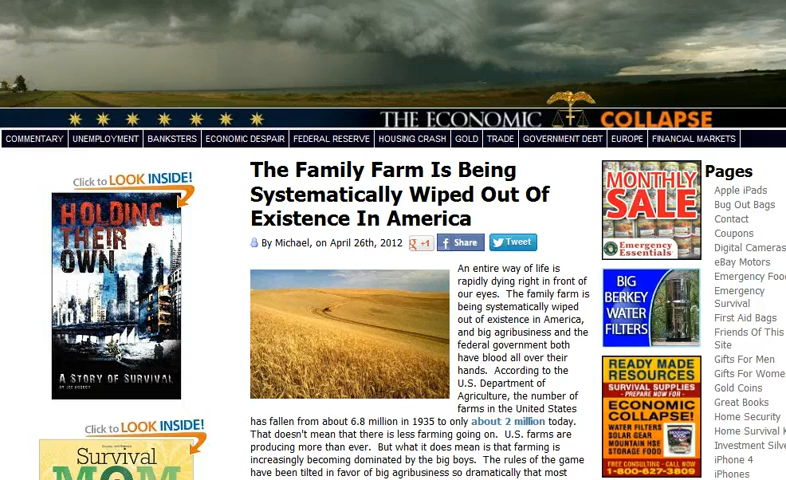 THE ECONOMIC COLLAPSE
COMMENTARY UNEMPLOYMENT BANKSTERS ECONOMIC DESPAIR FEDERAL RESERVE HOUSING CRASH GOLD TRADE GOVERNMENT DEBT EUROPE FINANCIAL MARKETS
Click to LOOK INSIDE!
HOLDING
THEIR
OWN
A STORY OF SURVIVAL
Click to LOOK INSIDE!
Survival
MOM
The Family Farm Is Being
Systematically Wiped Out Of
Existence In America
By Michael, on April 26th, 2012 g +1 f Share Tweet
An entire way of life is
rapidly dying right in front of
our eyes. The family farm is
being systematically wiped
out of existence in America,
and big agribusiness and the
federal government both
have blood all over their
hands. According to the
U.S. Department of
Agriculture, the number of
farms in the United States
has fallen from about 6.8 million in 1935 to only about 2 million today.
That doesn't mean that there is less farming going on. U.S. farms are
producing more than ever. But what it does mean is that farming is
increasingly becoming dominated by the big boys. The rules of the game
have been tilted in favor of big agribusiness so dramatically that most
MONTHLY
SALE
Emergency
Essentials
BIG
BERKEY
WATER
FILTERS
READY MADE
RESOURCES
SURVIVAL SUPPLIES
- PREPARE NOW FOR -
ECONOMIC
COLLAPSE!
WATER FILTERS
SOLAR GEAR
MOUNTAIN HSE
STORAGE FOOD
FREE CONSULTING - CALL NOW
1-800-627-3809
Pages
Apple iPads
Bug Out Bags
Contact
Coupons
Digital Cameras
eBay Motors
Emergency Foo
Emergency
Survival
First Aid Bags
Friends Of This
Site
Gifts For Men
Gifts For Wome
Gold Coins
Great Books
Home Security
Home Survival K
Investment Silve
iPhone 4
iPhones